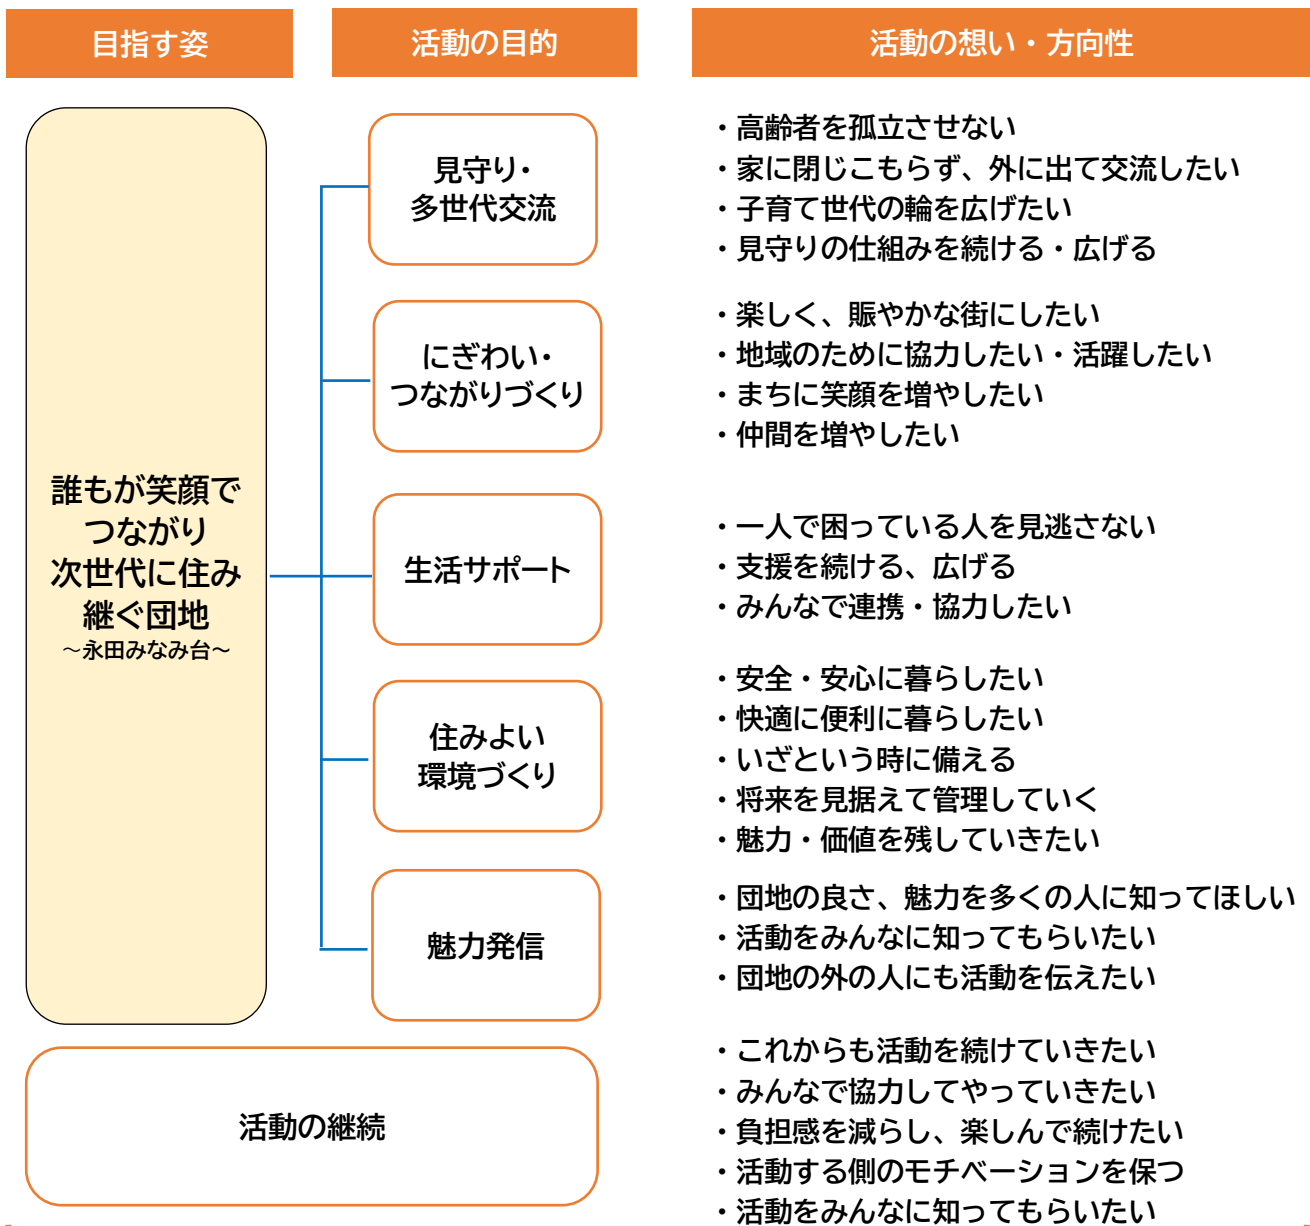 目指す姿
活動の目的
活動の想い・方向性
誰もが笑顔で
つながり
次世代に住み
継ぐ団地
～永田みなみ台～
見守り・
多世代交流
・高齢者を孤立させない
・家に閉じこもらず、外に出て交流したい
・子育て世代の輪を広げたい
・見守りの仕組みを続ける・広げる
にぎわい・
つながりづくり
・楽しく、賑やかな街にしたい
・地域のために協力したい・活躍したい
・まちに笑顔を増やしたい
・仲間を増やしたい
生活サポート
・一人で困っている人を見逃さない
・支援を続ける、広げる
・みんなで連携・協力したい
住みよい
環境づくり
・安全・安心に暮らしたい
・快適に便利に暮らしたい
・いざという時に備える
・将来を見据えて管理していく
・魅力・価値を残していきたい
魅力発信
・団地の良さ、魅力を多くの人に知ってほしい
・活動をみんなに知ってもらいたい
・団地の外の人にも活動を伝えたい
活動の継続
・これからも活動を続けていきたい
・みんなで協力してやっていきたい
・負担感を減らし、楽しんで続けたい
・活動する側のモチベーションを保つ
・活動をみんなに知ってもらいたい